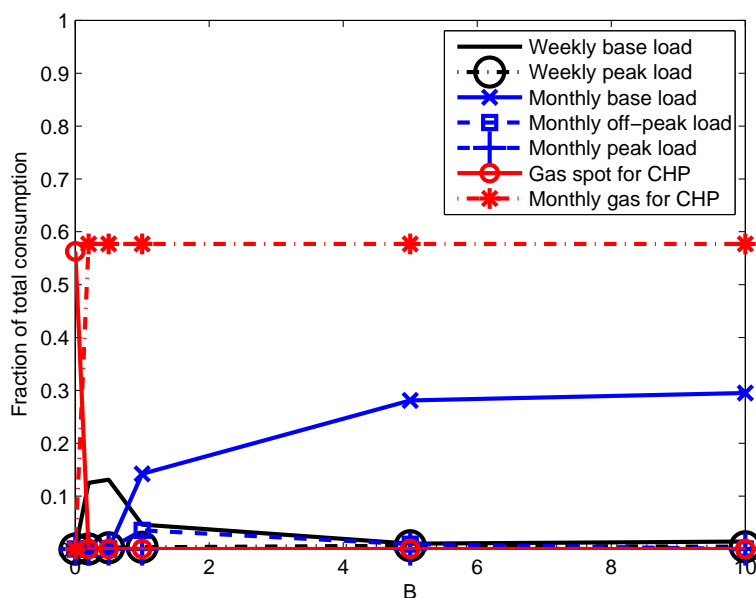 1
0.9
0.8
0.7
0.6
0.5
0.4
0.3
0.2
0.1
0 2 4 6 8 10
B
Fraction of total consumption
Weekly base load
Weekly peak load
Monthly base load
Monthly off−peak load
Monthly peak load
Gas spot for CHP
Monthly gas for CHP